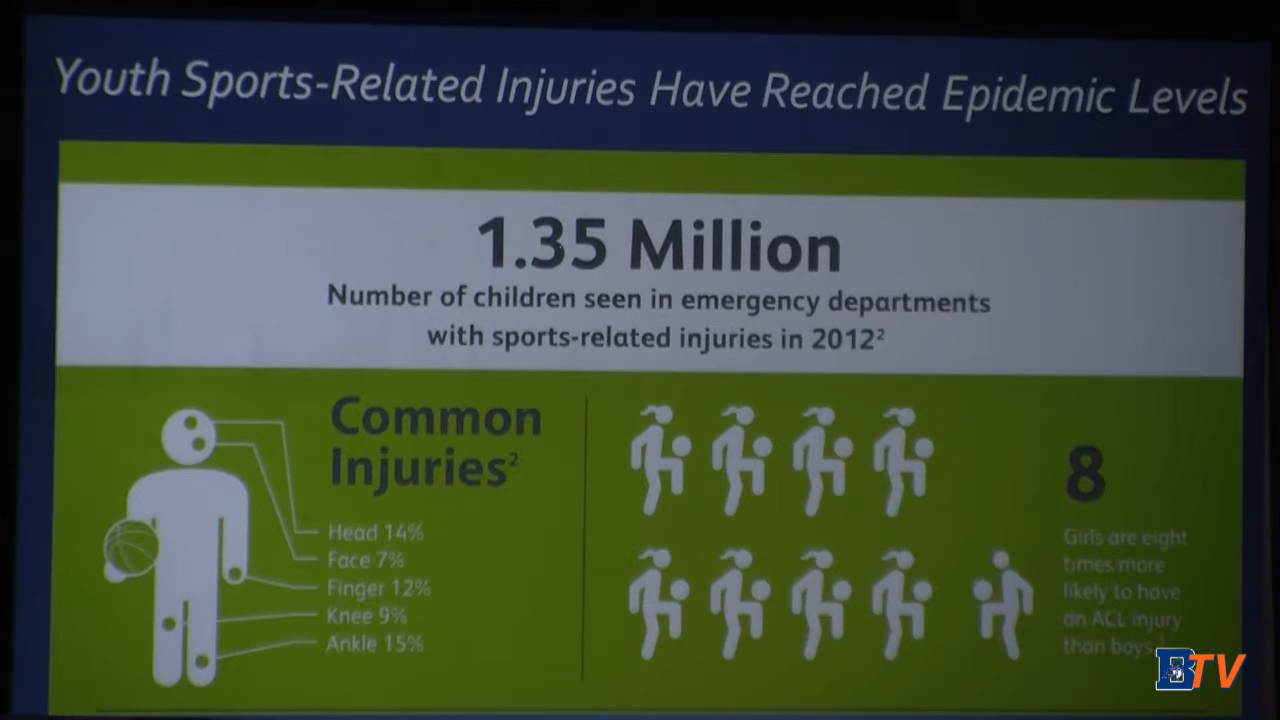 Youth Sports-Related Injuries Have Reached Epidemic Levels
1.35 Million
Number of children seen in emergency departments
with sports-related injuries in 2012²
Common
Injuries²
Head 14%
Face 7%
Finger 12%
Knee 9%
Ankle 15%
8
Girls are eight
times more
likely to have
an ACL injury
than boys.
BTV